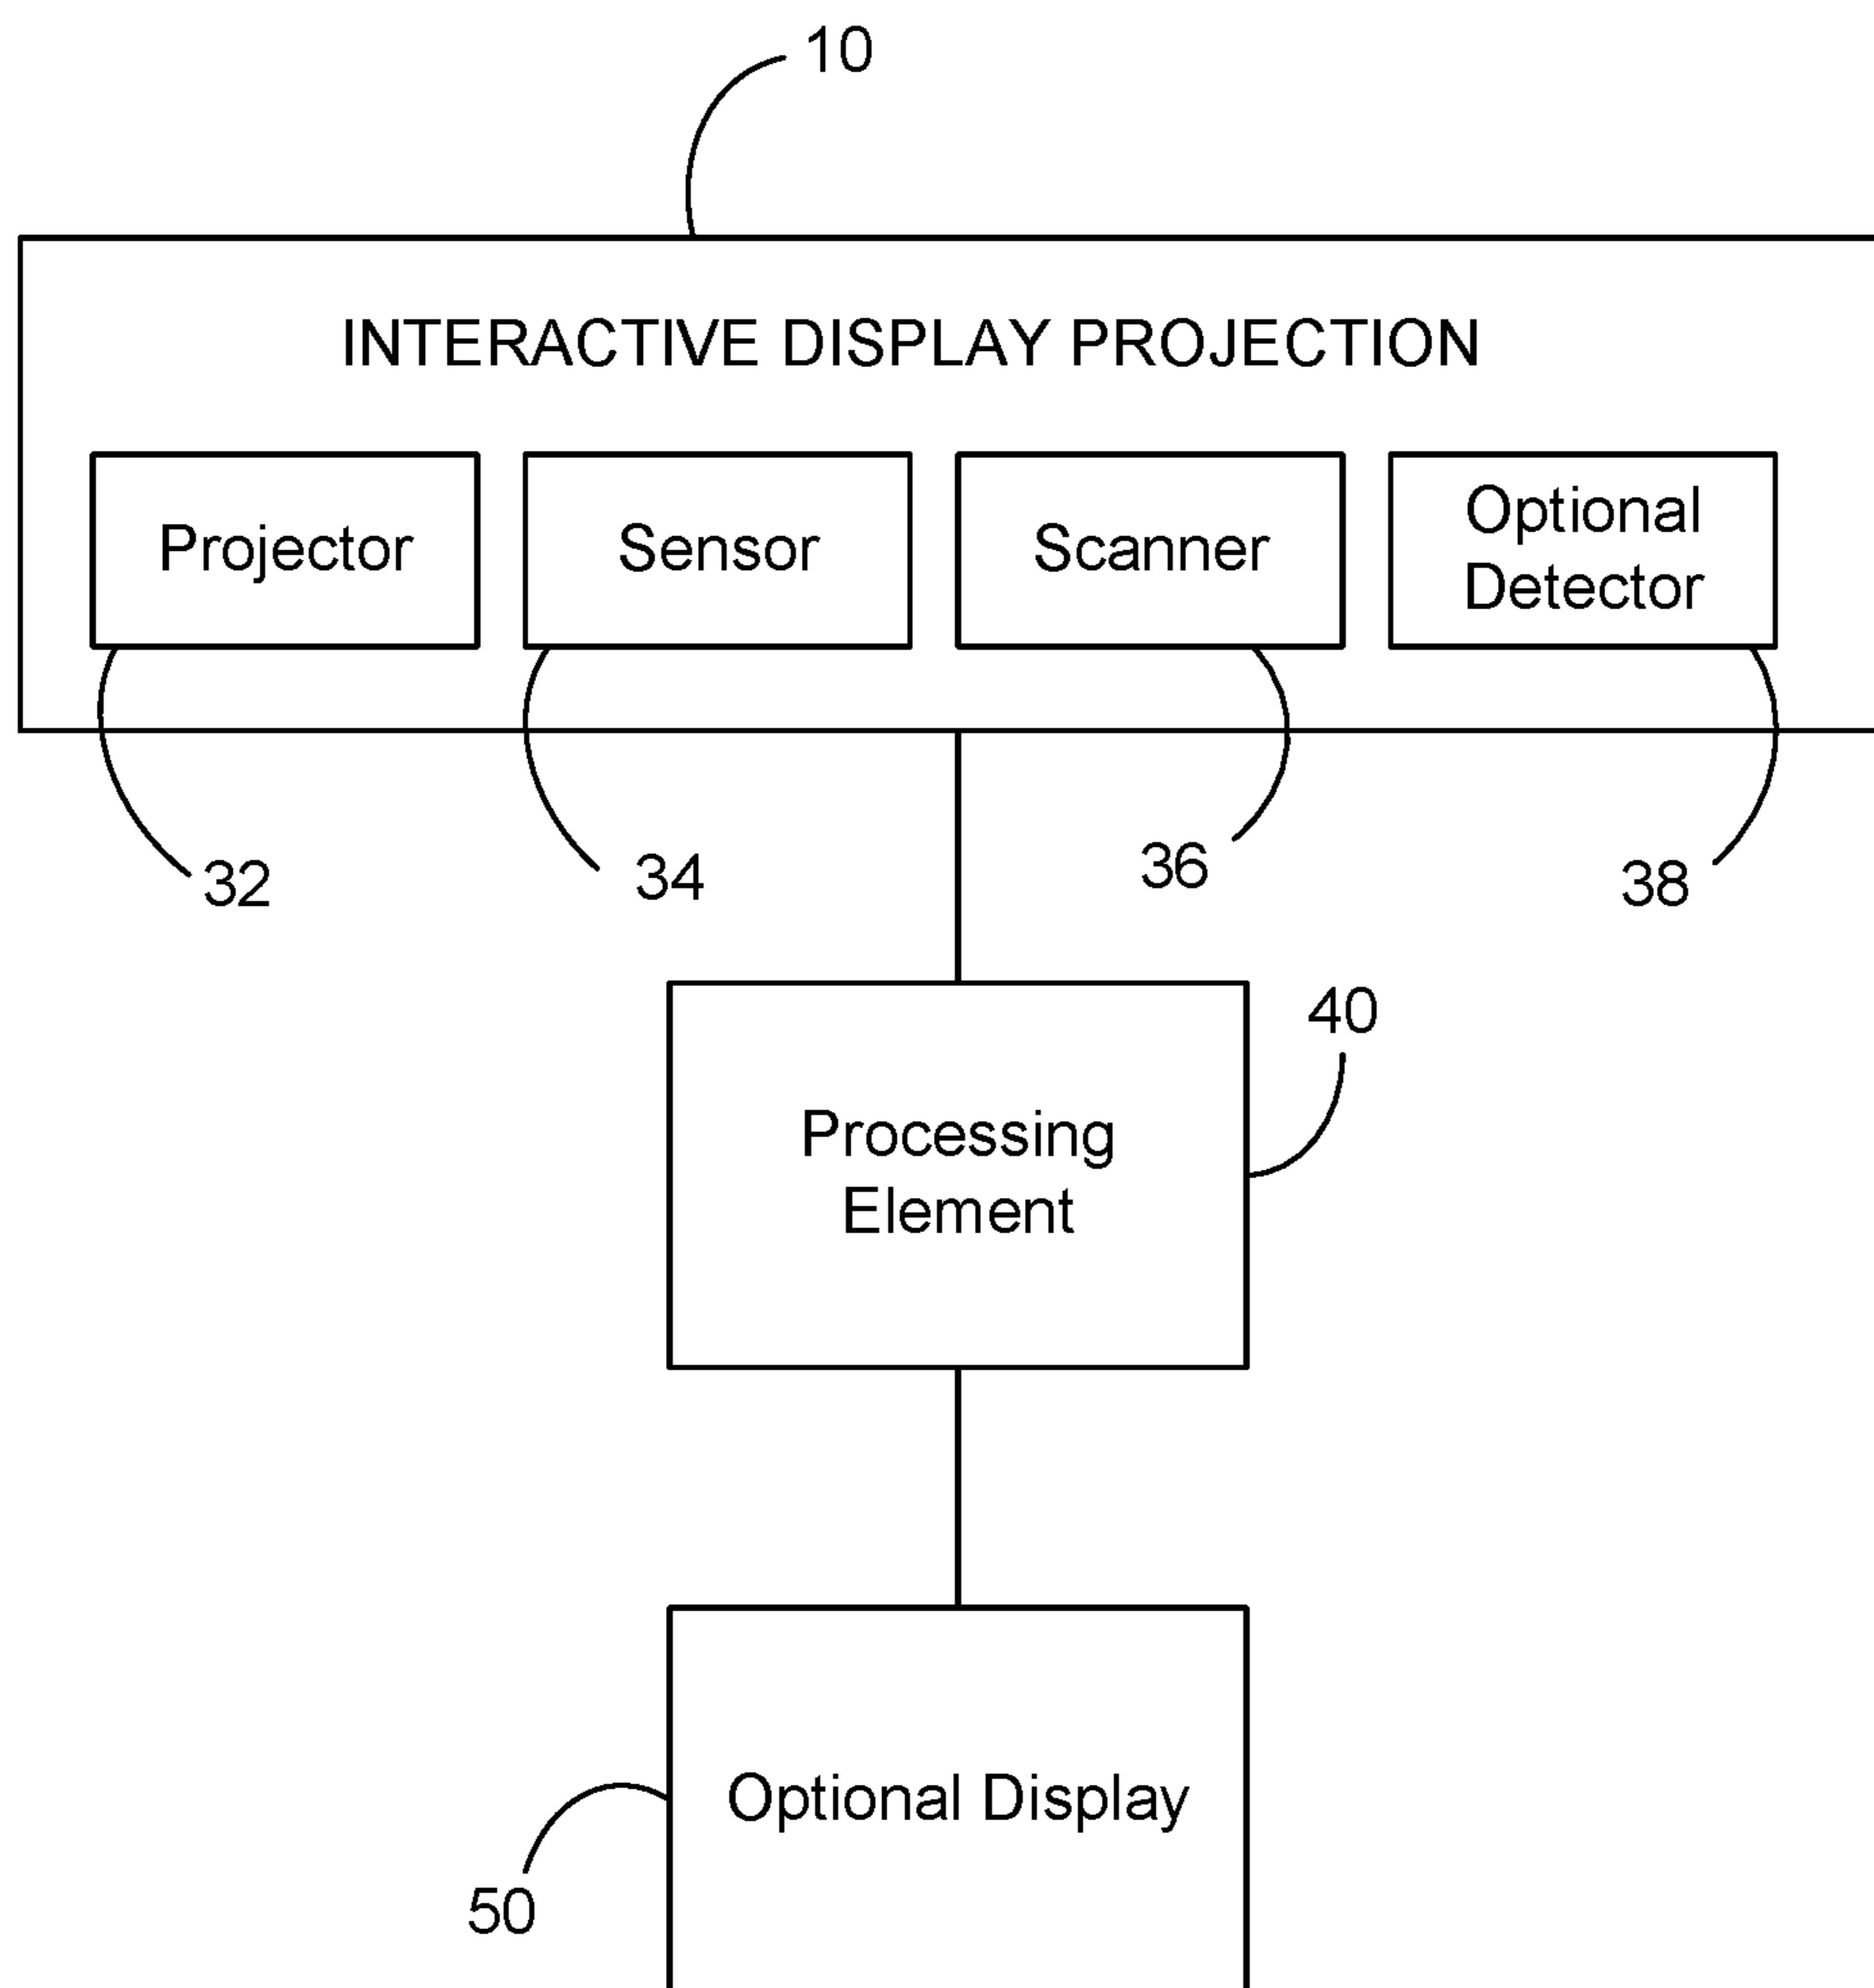 10
INTERACTIVE DISPLAY PROJECTION
Projector
Sensor
Scanner
Optional
Detector
32
34
36
38
40
Processing
Element
Optional Display
50